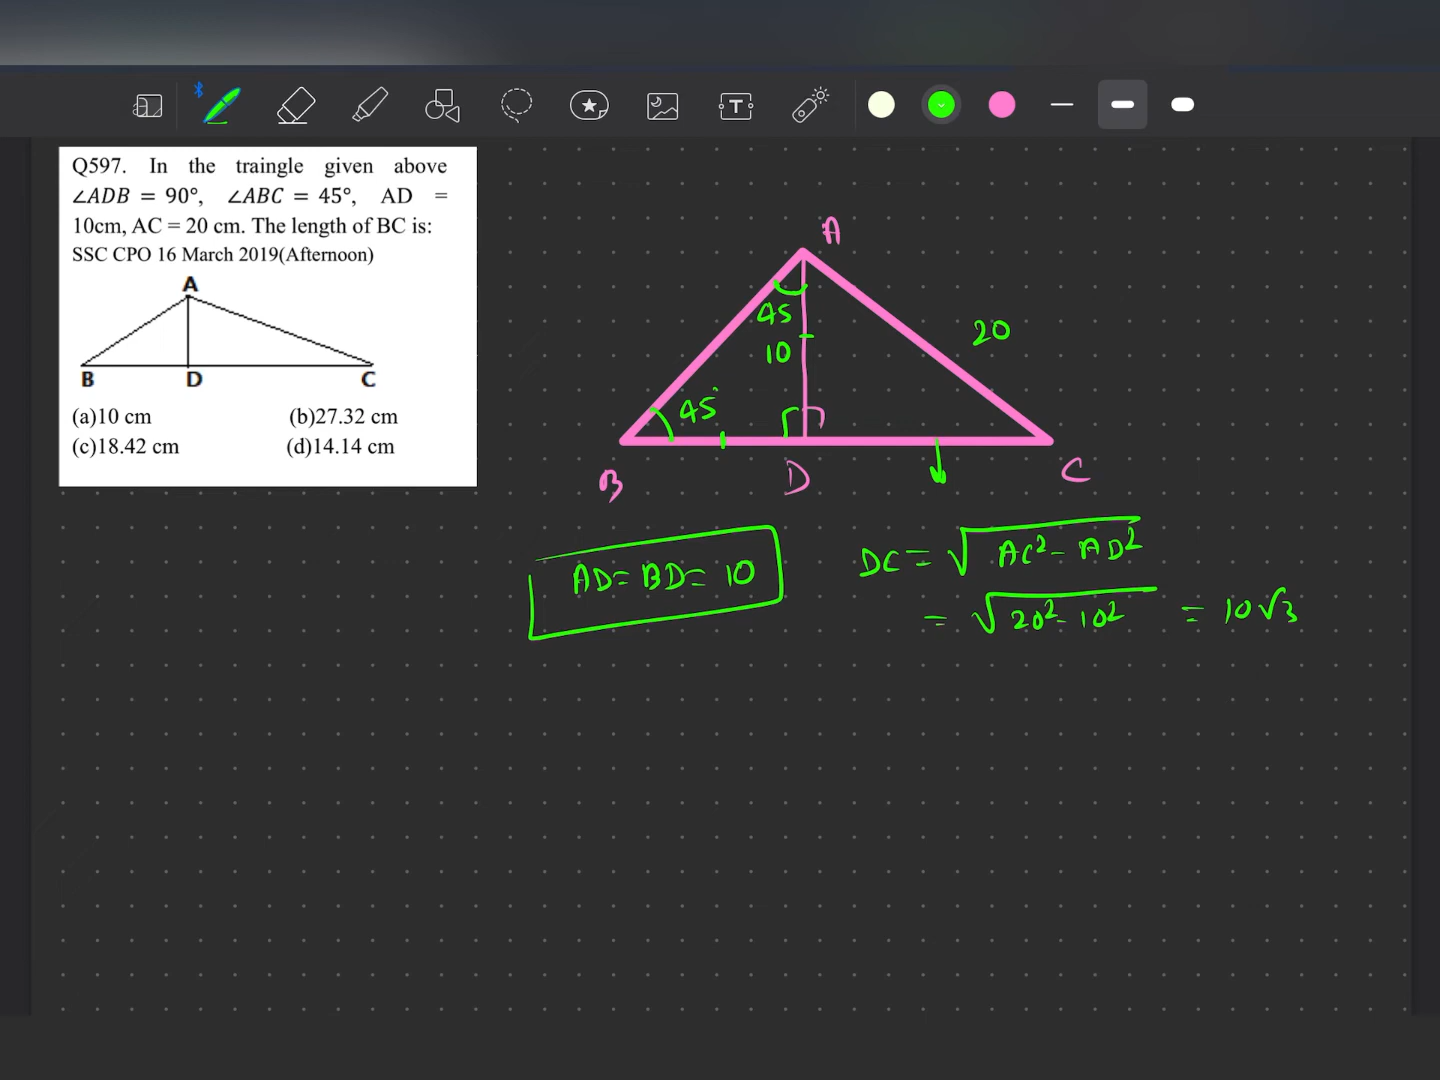 Q597. In the traingle given above
∠ADB = 90°, ∠ABC = 45°, AD =
10cm, AC = 20 cm. The length of BC is:
SSC CPO 16 March 2019(Afternoon)
A
B D C
(a)10 cm (b)27.32 cm
(c)18.42 cm (d)14.14 cm
A
45
10
20
45°
B D C
AD = BD = 10
DC = √AC² - AD²
= √20² - 10² = 10√3